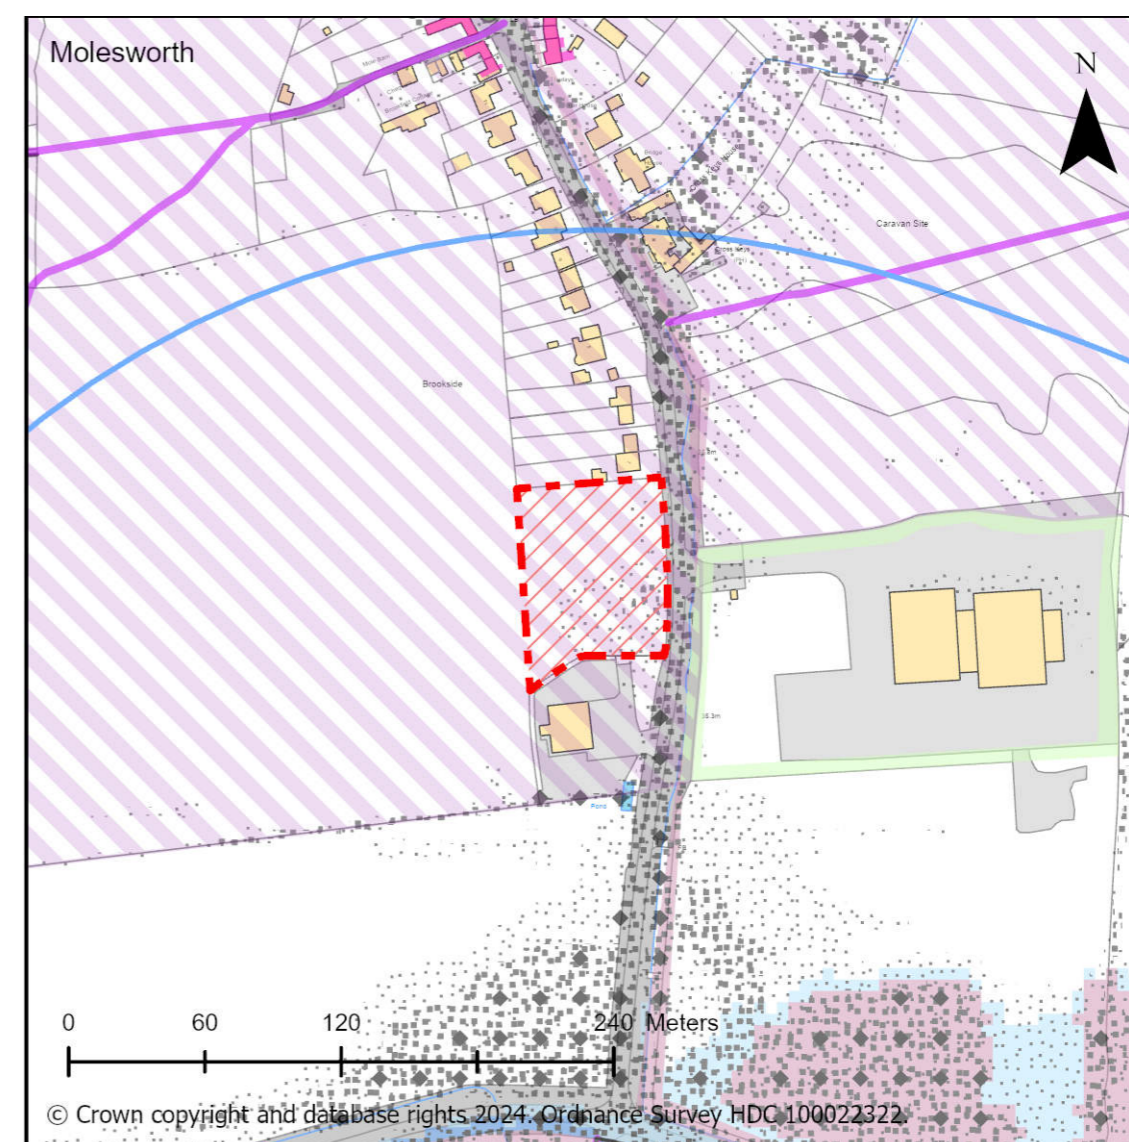 Molesworth
N
Caravan Site
Brookside
Pond
0 60 120 240 Meters
© Crown copyright and database rights 2024. Ordnance Survey HDC 100022322.